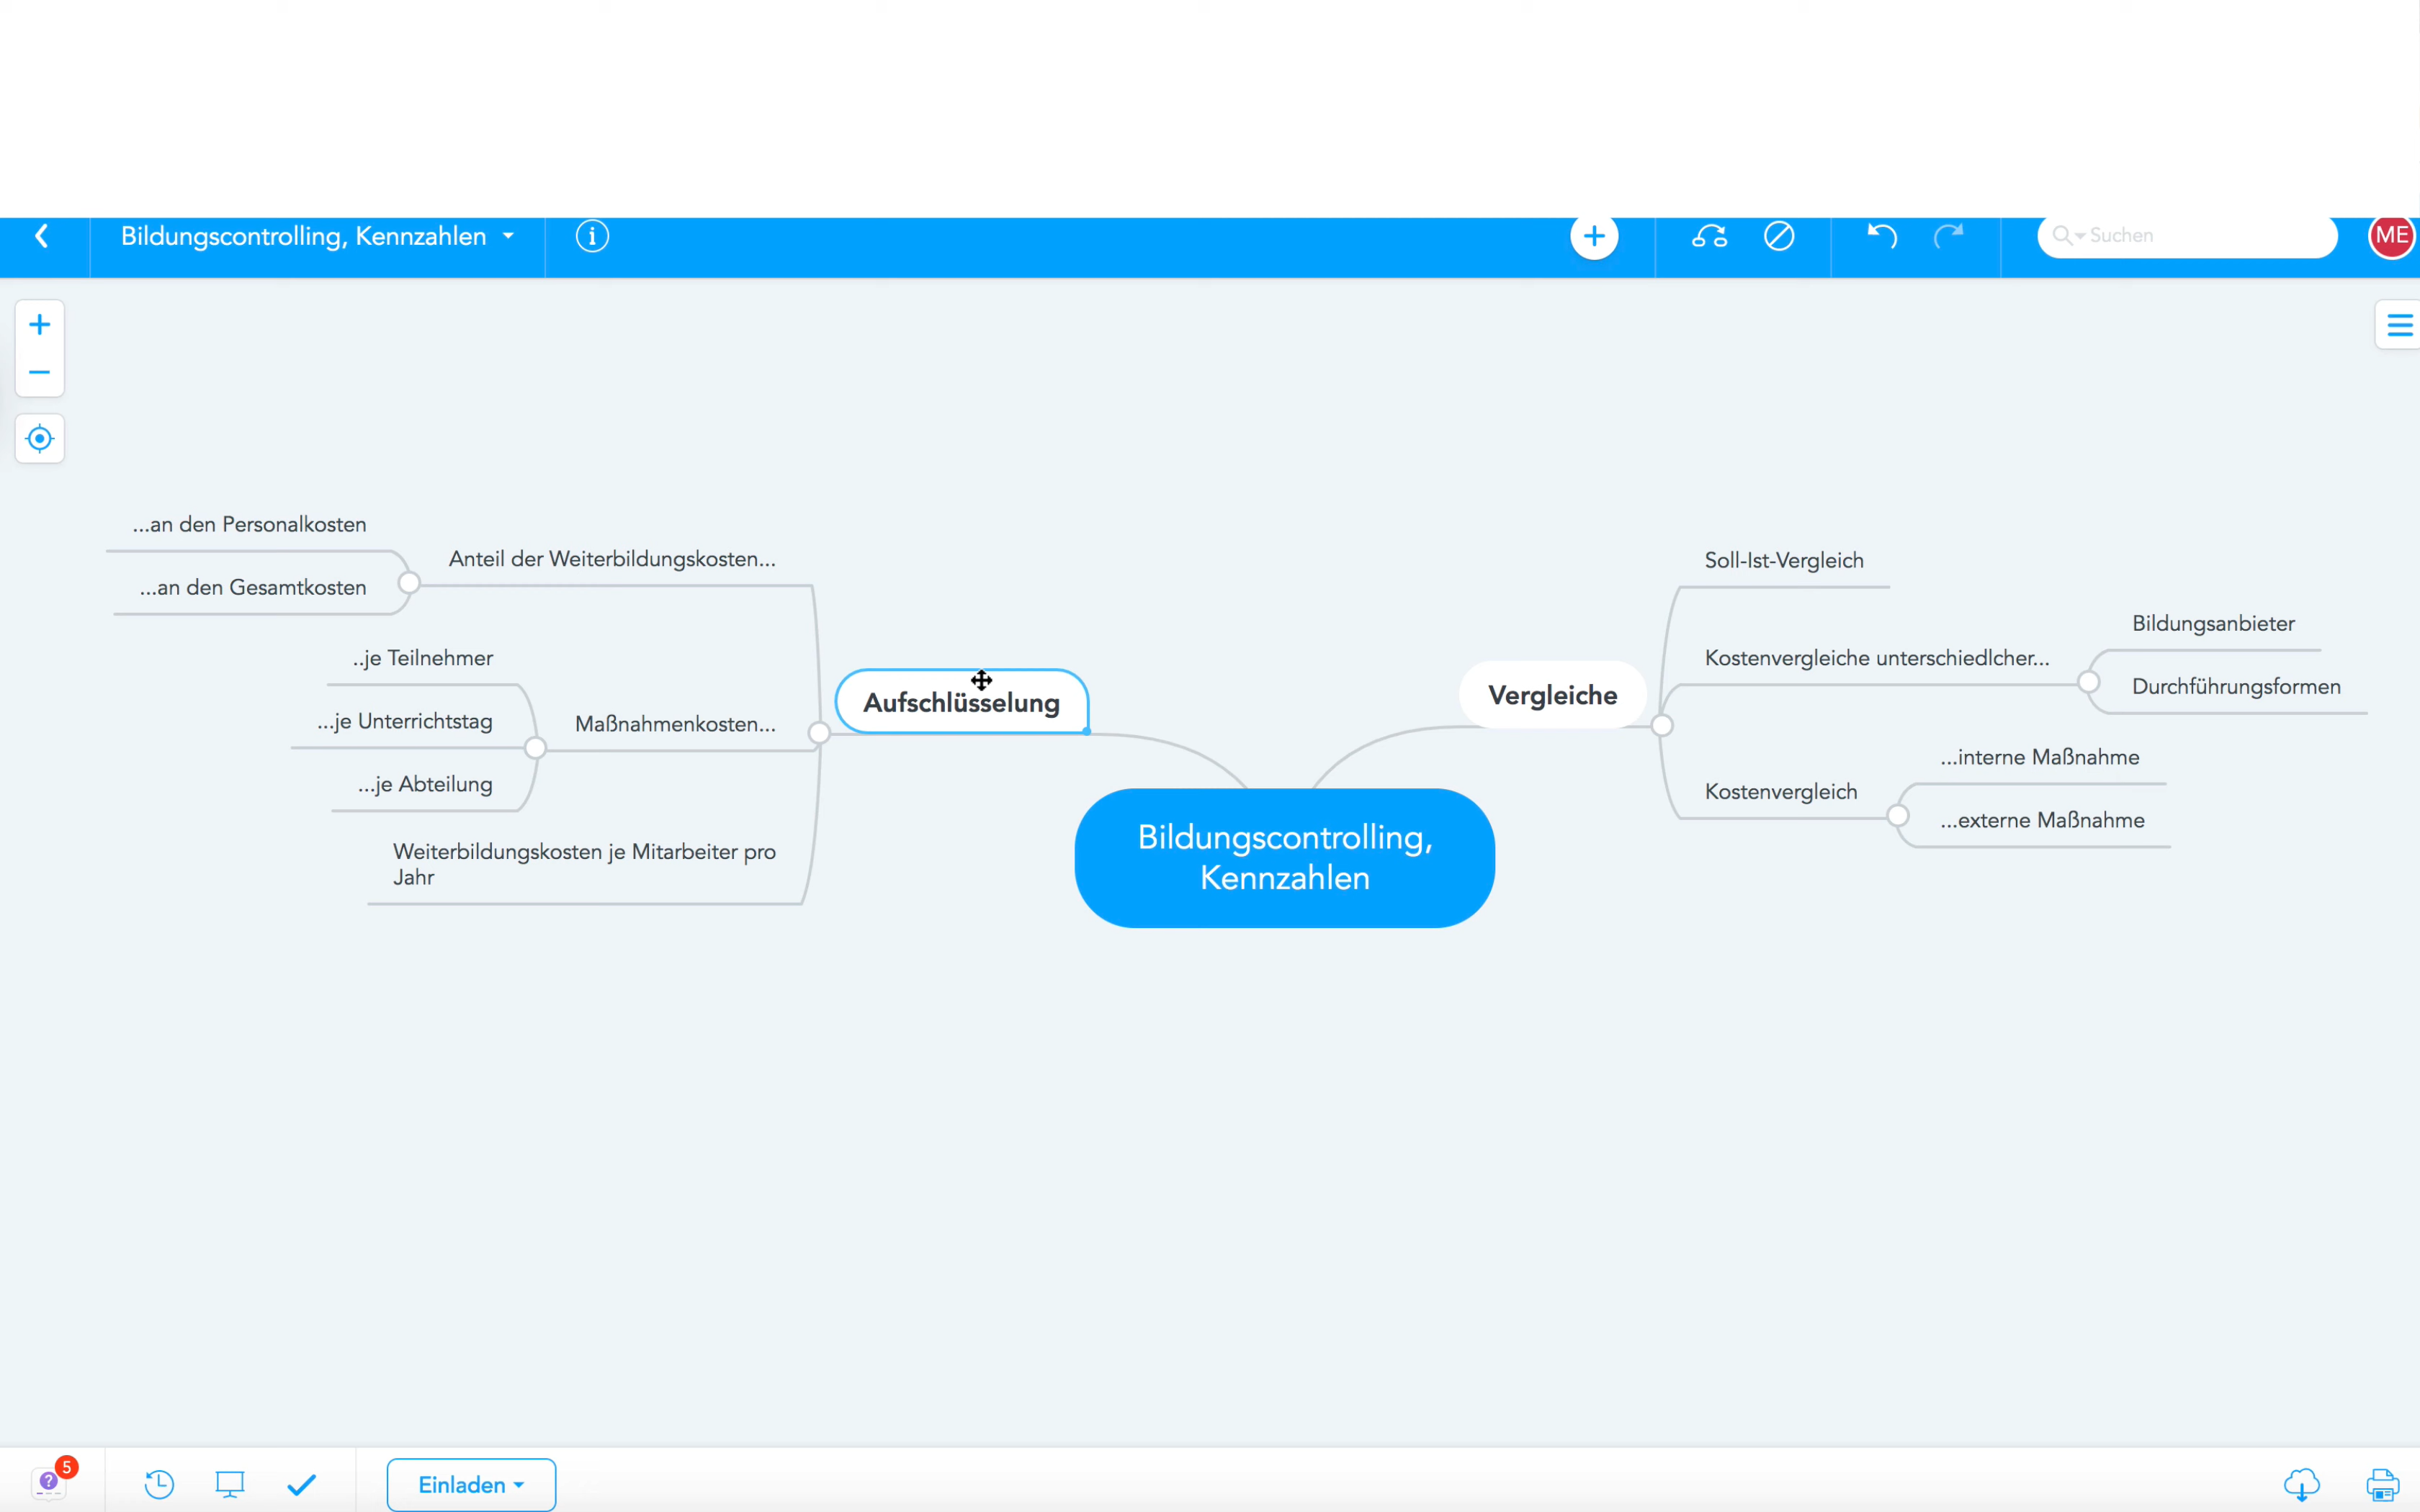 Bildungscontrolling, Kennzahlen
Suchen
ME
...an den Personalkosten
Anteil der Weiterbildungskosten...
...an den Gesamtkosten
..je Teilnehmer
...je Unterrichtstag
Maßnahmenkosten...
...je Abteilung
Weiterbildungskosten je Mitarbeiter pro
Jahr
Aufschlüsselung
Vergleiche
Bildungscontrolling,
Kennzahlen
Soll-Ist-Vergleich
Kostenvergleiche unterschiedlcher...
Bildungsanbieter
Durchführungsformen
Kostenvergleich
...interne Maßnahme
...externe Maßnahme
5
Einladen